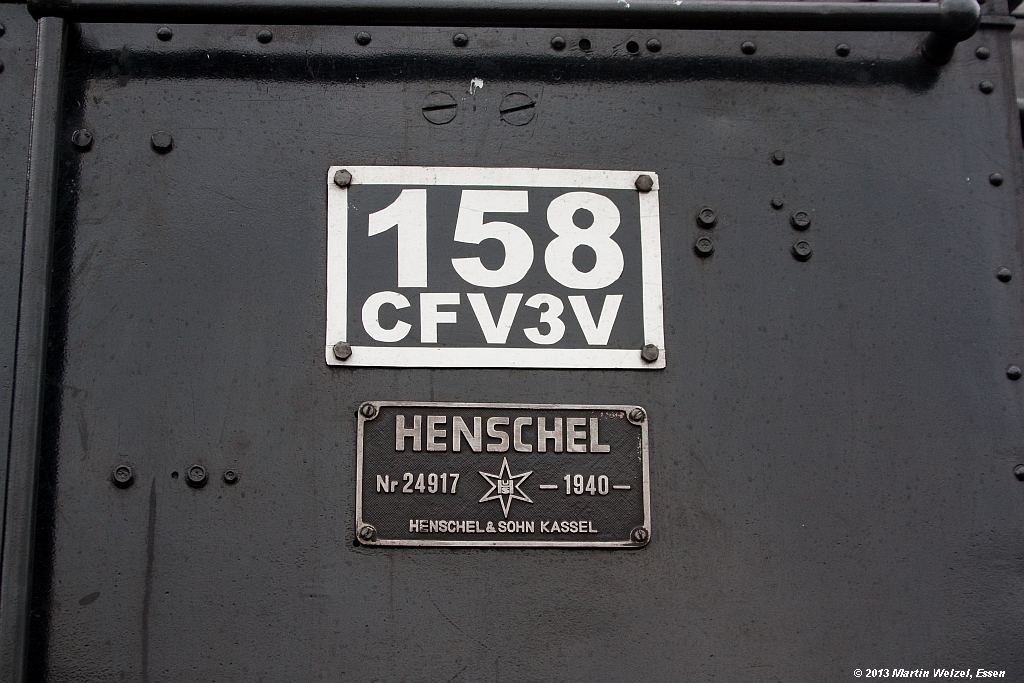 158
CFV3V
HENSCHEL
Nr 24917 — 1940 —
HENSCHEL & SOHN KASSEL
© 2013 Martin Welzel, Essen